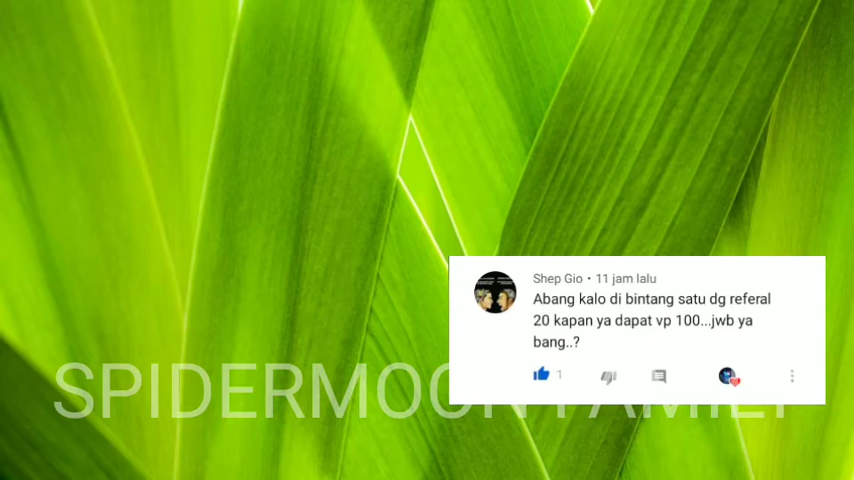 Shep Gio • 11 jam lalu
Abang kalo di bintang satu dg referal
20 kapan ya dapat vp 100...jwb ya
bang..?
1
SPIDERMOON FAMILY